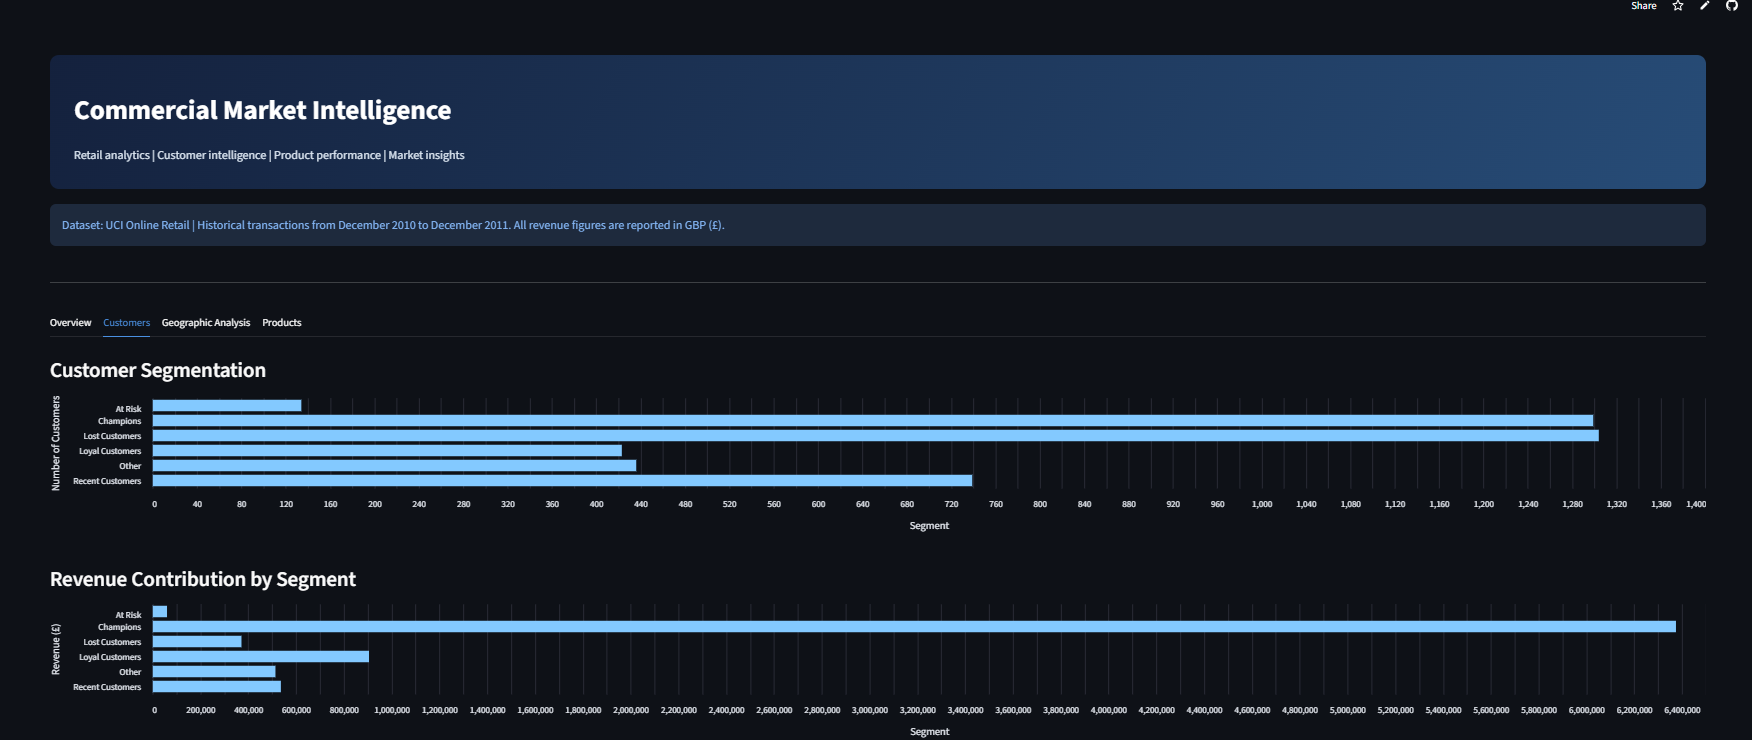 Share
Commercial Market Intelligence
Retail analytics | Customer intelligence | Product performance | Market insights
Dataset: UCI Online Retail | Historical transactions from December 2010 to December 2011. All revenue figures are reported in GBP (£).
Overview Customers Geographic Analysis Products
Customer Segmentation
Number of Customers
At Risk
Champions
Lost Customers
Loyal Customers
Other
Recent Customers
0 40 80 120 160 200 240 280 320 360 400 440 480 520 560 600 640 680 720 760 800 840 880 920 960 1,000 1,040 1,080 1,120 1,160 1,200 1,240 1,280 1,320 1,360 1,400
Segment
Revenue Contribution by Segment
Revenue (£)
At Risk
Champions
Lost Customers
Loyal Customers
Other
Recent Customers
0 200,000 400,000 600,000 800,000 1,000,000 1,200,000 1,400,000 1,600,000 1,800,000 2,000,000 2,200,000 2,400,000 2,600,000 2,800,000 3,000,000 3,200,000 3,400,000 3,600,000 3,800,000 4,000,000 4,200,000 4,400,000 4,600,000 4,800,000 5,000,000 5,200,000 5,400,000 5,600,000 5,800,000 6,000,000 6,200,000 6,400,000
Segment